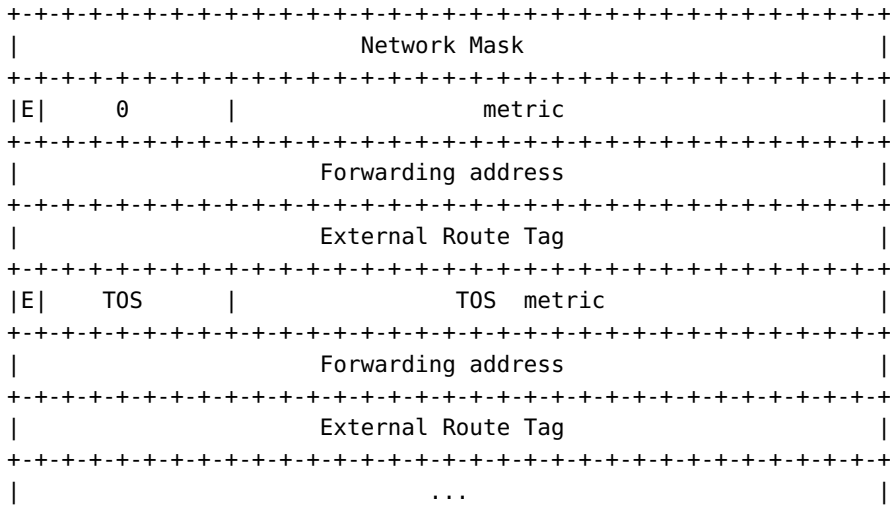 +-+-+-+-+-+-+-+-+-+-+-+-+-+-+-+-+-+-+-+-+-+-+-+-+-+-+-+-+-+-+-+-+
|                         Network Mask                          |
+-+-+-+-+-+-+-+-+-+-+-+-+-+-+-+-+-+-+-+-+-+-+-+-+-+-+-+-+-+-+-+-+
|E|     0       |                  metric                       |
+-+-+-+-+-+-+-+-+-+-+-+-+-+-+-+-+-+-+-+-+-+-+-+-+-+-+-+-+-+-+-+-+
|                      Forwarding address                       |
+-+-+-+-+-+-+-+-+-+-+-+-+-+-+-+-+-+-+-+-+-+-+-+-+-+-+-+-+-+-+-+-+
|                      External Route Tag                       |
+-+-+-+-+-+-+-+-+-+-+-+-+-+-+-+-+-+-+-+-+-+-+-+-+-+-+-+-+-+-+-+-+
|E|    TOS      |                TOS  metric                    |
+-+-+-+-+-+-+-+-+-+-+-+-+-+-+-+-+-+-+-+-+-+-+-+-+-+-+-+-+-+-+-+-+
|                      Forwarding address                       |
+-+-+-+-+-+-+-+-+-+-+-+-+-+-+-+-+-+-+-+-+-+-+-+-+-+-+-+-+-+-+-+-+
|                      External Route Tag                       |
+-+-+-+-+-+-+-+-+-+-+-+-+-+-+-+-+-+-+-+-+-+-+-+-+-+-+-+-+-+-+-+-+
|                              ...                              |